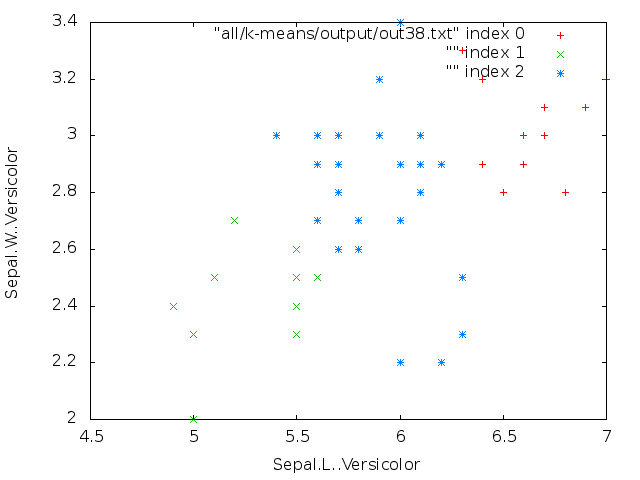 3.4
"all/k-means/output/out38.txt" index 0
"" index 1
"" index 2
3.2
3
2.8
2.6
2.4
2.2
2
4.5 5 5.5 6 6.5 7
Sepal.W..Versicolor
Sepal.L..Versicolor